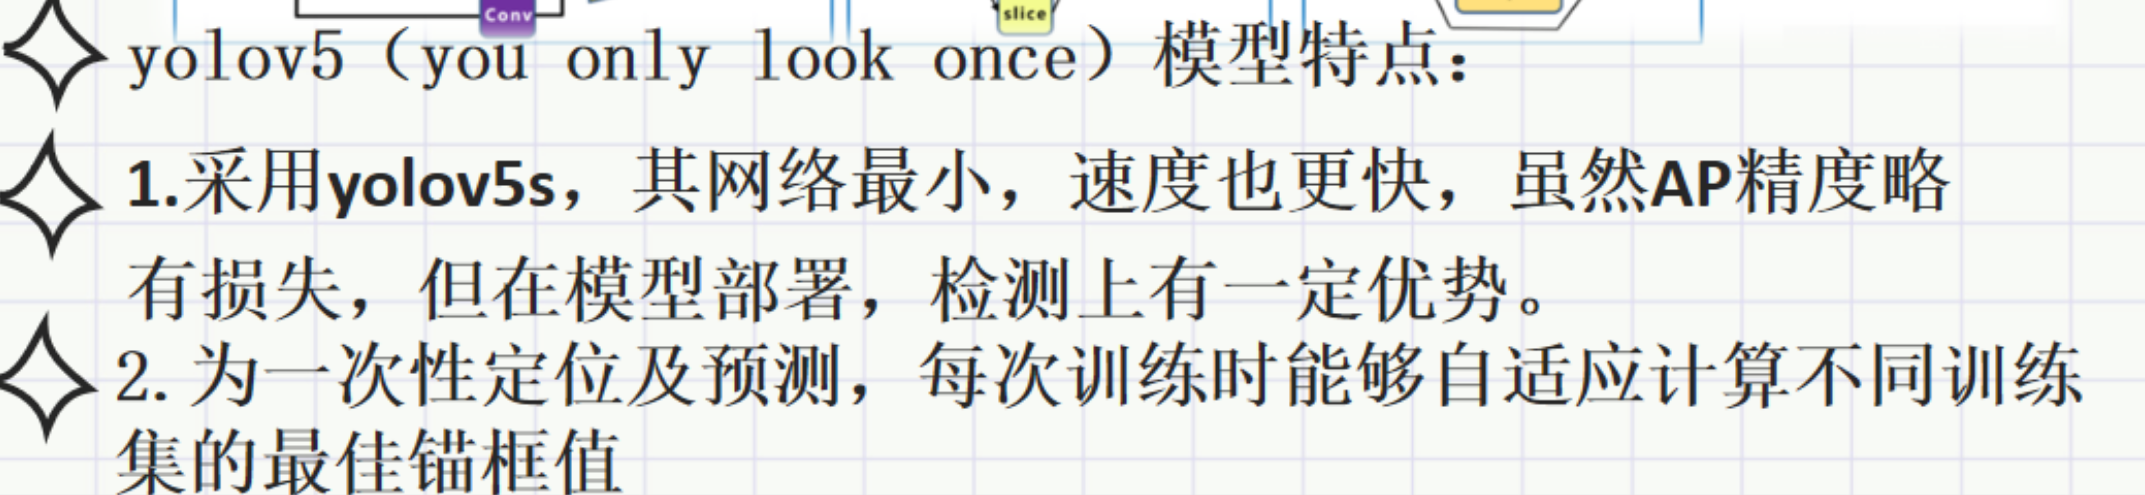 Conv slice
yolov5（you only look once）模型特点：
1.采用yolov5s，其网络最小，速度也更快，虽然AP精度略
有损失，但在模型部署，检测上有一定优势。
2. 为一次性定位及预测，每次训练时能够自适应计算不同训练
集的最佳锚框值